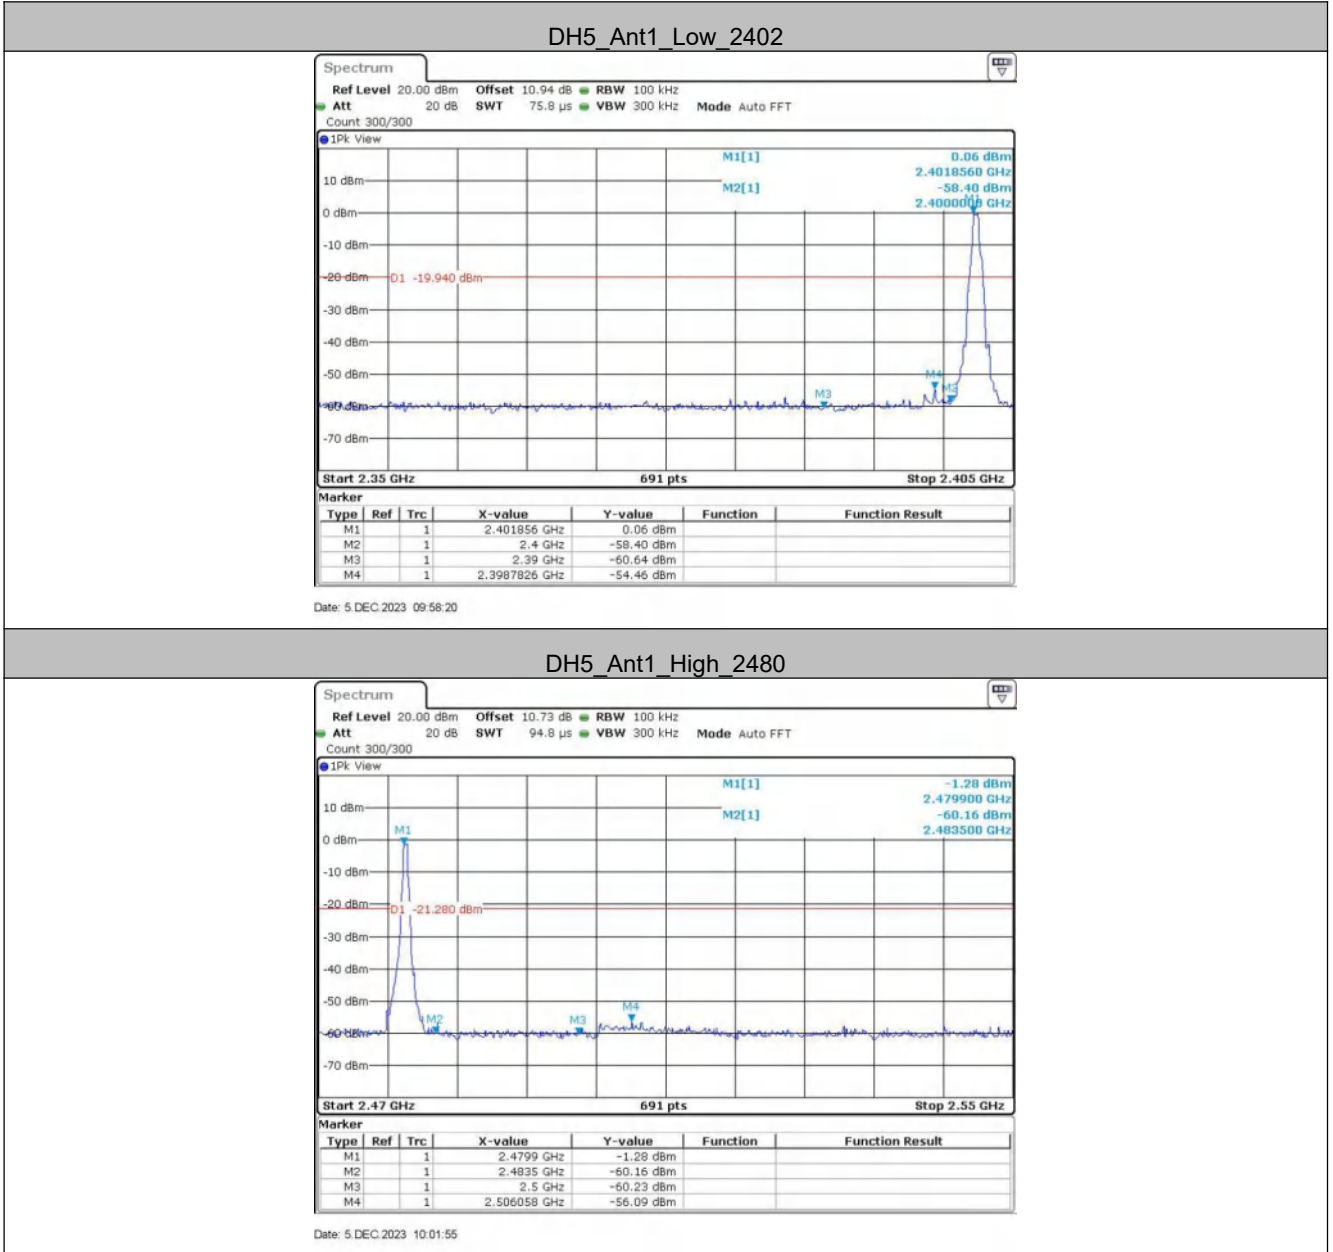 DH5_Ant1_Low_2402
Spectrum
Ref Level 20.00 dBm Offset 10.94 dB RBW 100 kHz
Att 20 dB SWT 75.8 µs VBW 300 kHz Mode Auto FFT
Count 300/300
1Pk View
M1[1] 0.06 dBm
2.4018560 GHz
M2[1] -58.40 dBm
2.4000000 GHz
M1
10 dBm
0 dBm
-10 dBm
-20 dBm
D1 -19.940 dBm
-30 dBm
-40 dBm
-50 dBm
M4
M2
M3
-60 dBm
-70 dBm
Start 2.35 GHz 691 pts Stop 2.405 GHz
Marker
Type Ref Trc X-value Y-value Function Function Result
M1 1 2.401856 GHz 0.06 dBm
M2 1 2.4 GHz -58.40 dBm
M3 1 2.39 GHz -60.64 dBm
M4 1 2.3987826 GHz -54.46 dBm
Date: 5.DEC.2023 09:58:20
DH5_Ant1_High_2480
Spectrum
Ref Level 20.00 dBm Offset 10.73 dB RBW 100 kHz
Att 20 dB SWT 94.8 µs VBW 300 kHz Mode Auto FFT
Count 300/300
1Pk View
M1[1] -1.28 dBm
2.479900 GHz
M2[1] -60.16 dBm
2.483500 GHz
10 dBm
M1
0 dBm
-10 dBm
-20 dBm
D1 -21.280 dBm
-30 dBm
-40 dBm
-50 dBm
M4
M2
M3
-60 dBm
-70 dBm
Start 2.47 GHz 691 pts Stop 2.55 GHz
Marker
Type Ref Trc X-value Y-value Function Function Result
M1 1 2.4799 GHz -1.28 dBm
M2 1 2.4835 GHz -60.16 dBm
M3 1 2.5 GHz -60.23 dBm
M4 1 2.506058 GHz -56.09 dBm
Date: 5.DEC.2023 10:01:55